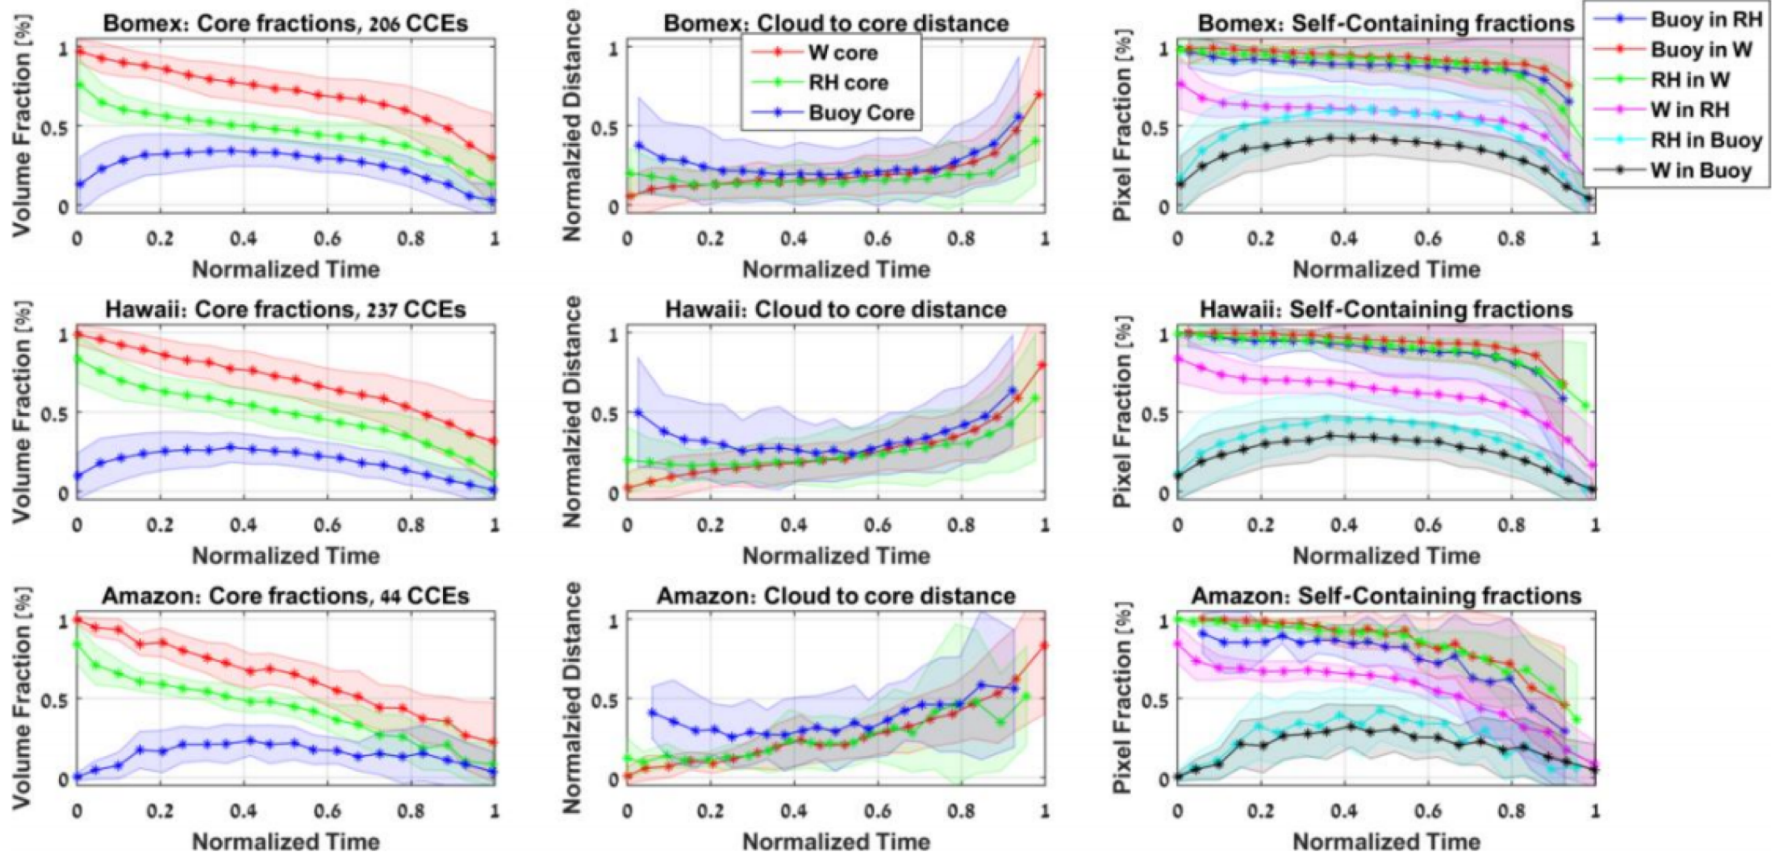 Bomex: Core fractions, 206 CCEs
Volume Fraction [%]
1
0.5
0
0 0.2 0.4 0.6 0.8 1
Normalized Time
Bomex: Cloud to core distance
Normalzied Distance
1
0.5
0
W core
RH core
Buoy Core
0 0.2 0.4 0.6 0.8 1
Normalized Time
Bomex: Self-Containing fractions
Pixel Fraction [%]
1
0.5
0
Buoy in RH
Buoy in W
RH in W
W in RH
RH in Buoy
W in Buoy
0 0.2 0.4 0.6 0.8 1
Normalized Time
Hawaii: Core fractions, 237 CCEs
Volume Fraction [%]
1
0.5
0
0 0.2 0.4 0.6 0.8 1
Normalized Time
Hawaii: Cloud to core distance
Normalzied Distance
1
0.5
0
0 0.2 0.4 0.6 0.8 1
Normalized Time
Hawaii: Self-Containing fractions
Pixel Fraction [%]
1
0.5
0
0 0.2 0.4 0.6 0.8 1
Normalized Time
Amazon: Core fractions, 44 CCEs
Volume Fraction [%]
1
0.5
0
0 0.2 0.4 0.6 0.8 1
Normalized Time
Amazon: Cloud to core distance
Normalzied Distance
1
0.5
0
0 0.2 0.4 0.6 0.8 1
Normalized Time
Amazon: Self-Containing fractions
Pixel Fraction [%]
1
0.5
0
0 0.2 0.4 0.6 0.8 1
Normalized Time